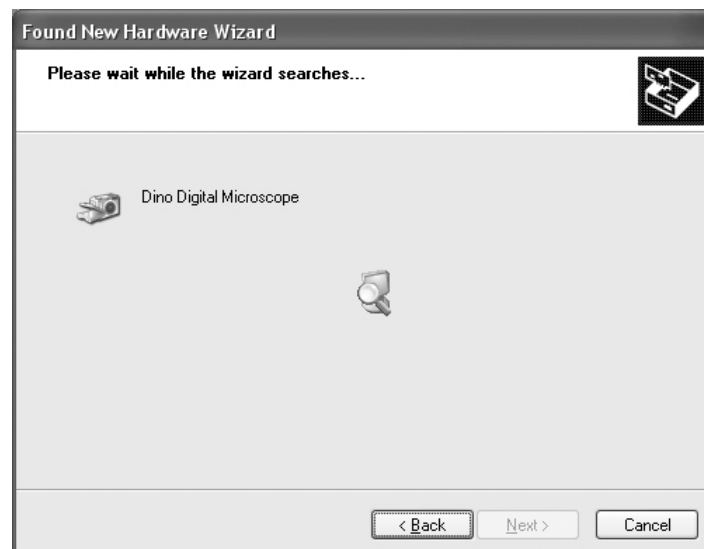 Found New Hardware Wizard
Please wait while the wizard searches...
Dino Digital Microscope
< Back
Next >
Cancel